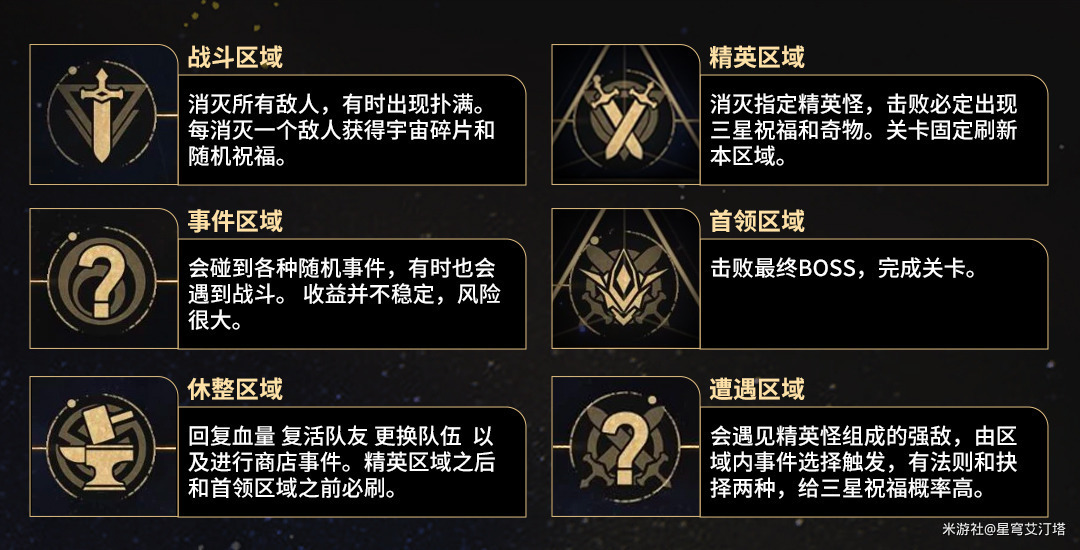 战斗区域
消灭所有敌人，有时出现扑满。
每消灭一个敌人获得宇宙碎片和
随机祝福。
精英区域
消灭指定精英怪，击败必定出现
三星祝福和奇物。关卡固定刷新
本区域。
事件区域
会碰到各种随机事件，有时也会
遇到战斗。 收益并不稳定，风险
很大。
首领区域
击败最终BOSS，完成关卡。
休整区域
回复血量 复活队友 更换队伍 以
及进行商店事件。精英区域之后
和首领区域之前必刷。
遭遇区域
会遇见精英怪组成的强敌，由区
域内事件选择触发，有法则和抉
择两种，给三星祝福概率高。
米游社@星穹艾汀塔